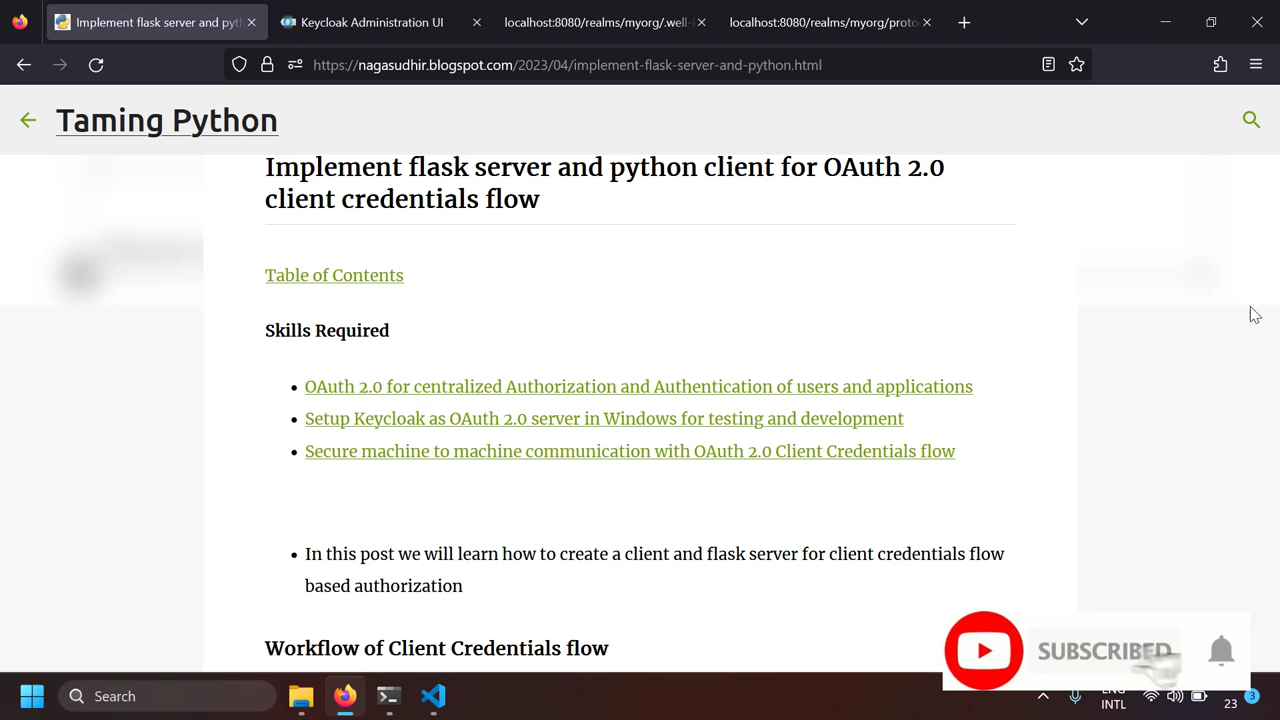 Implement flask server and pyth
Keycloak Administration UI
localhost:8080/realms/myorg/.well-
localhost:8080/realms/myorg/proto
https://nagasudhir.blogspot.com/2023/04/implement-flask-server-and-python.html
Taming Python
Implement flask server and python client for OAuth 2.0
client credentials flow
Table of Contents
Skills Required
OAuth 2.0 for centralized Authorization and Authentication of users and applications
Setup Keycloak as OAuth 2.0 server in Windows for testing and development
Secure machine to machine communication with OAuth 2.0 Client Credentials flow
In this post we will learn how to create a client and flask server for client credentials flow
based authorization
Workflow of Client Credentials flow
SUBSCRIBED
Search
ENG
INTL
23
3